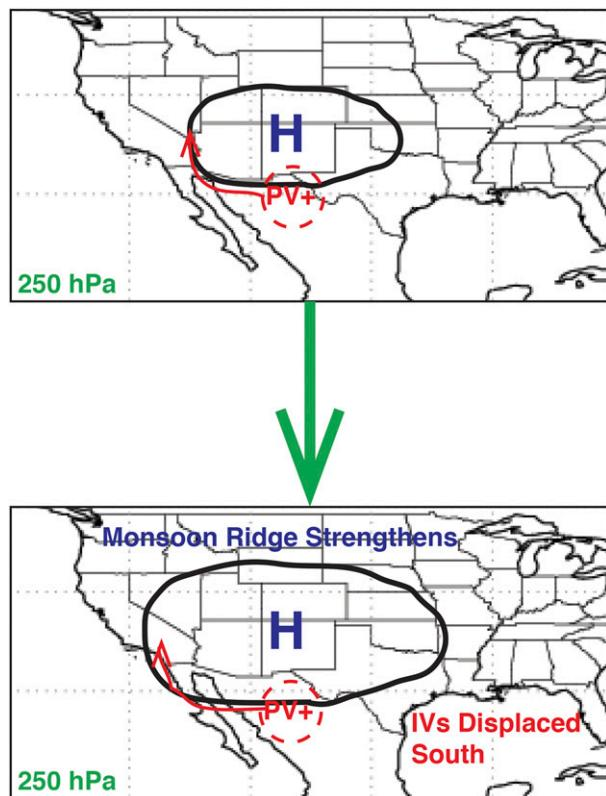 H
PV+
250 hPa
Monsoon Ridge Strengthens
H
PV+
IVs Displaced
South
250 hPa